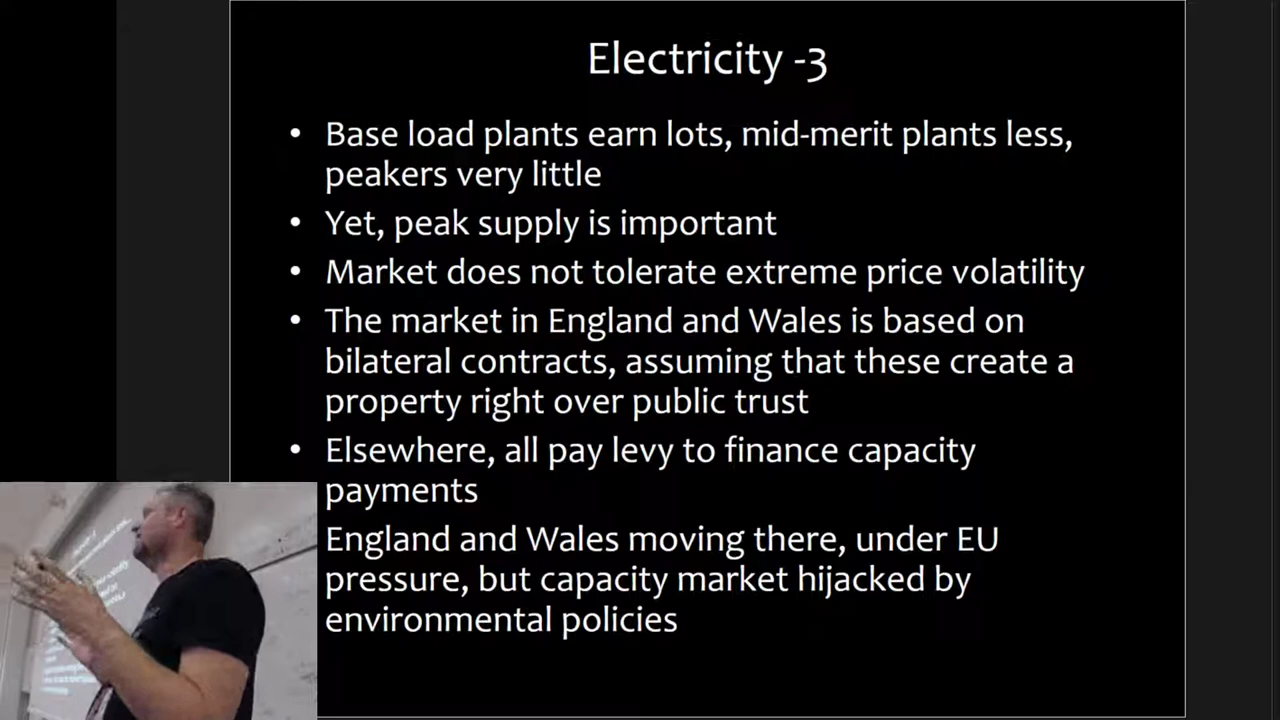 Electricity -3
• Base load plants earn lots, mid-merit plants less,
peakers very little
• Yet, peak supply is important
• Market does not tolerate extreme price volatility
• The market in England and Wales is based on
bilateral contracts, assuming that these create a
property right over public trust
• Elsewhere, all pay levy to finance capacity
payments
England and Wales moving there, under EU
pressure, but capacity market hijacked by
environmental policies